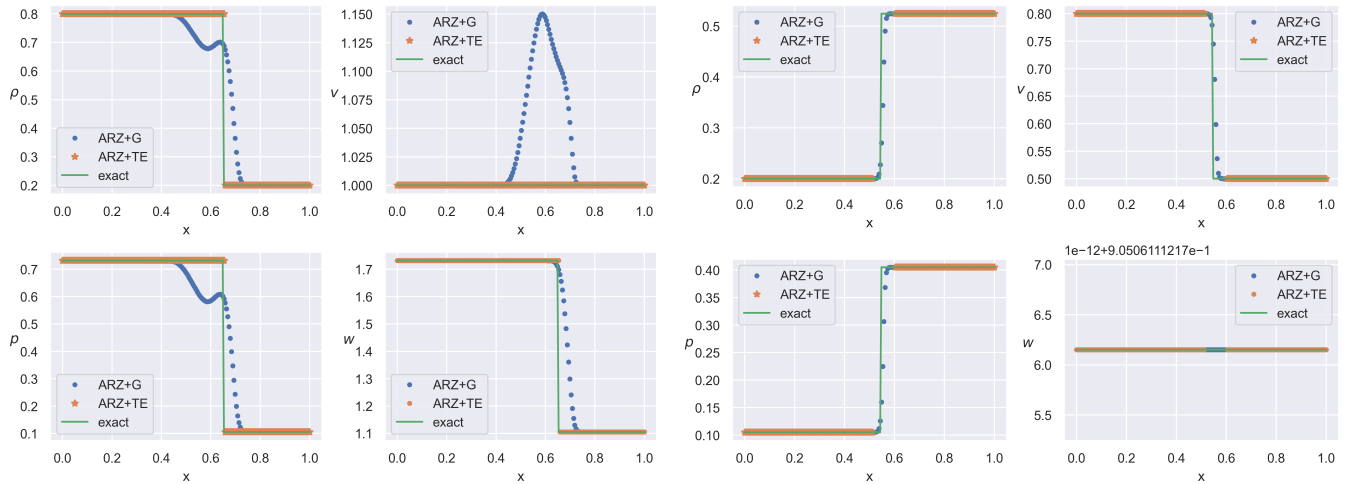 0.8
0.7
0.6
0.5
0.4
0.3
0.2
ρ
ARZ+G
ARZ+TE
exact
0.0 0.2 0.4 0.6 0.8 1.0
x
1.150
1.125
1.100
1.075
1.050
1.025
1.000
v
ARZ+G
ARZ+TE
exact
0.0 0.2 0.4 0.6 0.8 1.0
x
0.5
0.4
0.3
0.2
ρ
ARZ+G
ARZ+TE
exact
0.0 0.2 0.4 0.6 0.8 1.0
x
0.80
0.75
0.70
0.65
0.60
0.55
0.50
v
ARZ+G
ARZ+TE
exact
0.0 0.2 0.4 0.6 0.8 1.0
x
0.7
0.6
0.5
0.4
0.3
0.2
0.1
p
ARZ+G
ARZ+TE
exact
0.0 0.2 0.4 0.6 0.8 1.0
x
1.7
1.6
1.5
1.4
1.3
1.2
1.1
w
ARZ+G
ARZ+TE
exact
0.0 0.2 0.4 0.6 0.8 1.0
x
0.40
0.35
0.30
0.25
0.20
0.15
0.10
p
ARZ+G
ARZ+TE
exact
0.0 0.2 0.4 0.6 0.8 1.0
x
1e−12+9.0506111217e−1
7.0
6.5
6.0
5.5
w
ARZ+G
ARZ+TE
exact
0.0 0.2 0.4 0.6 0.8 1.0
x